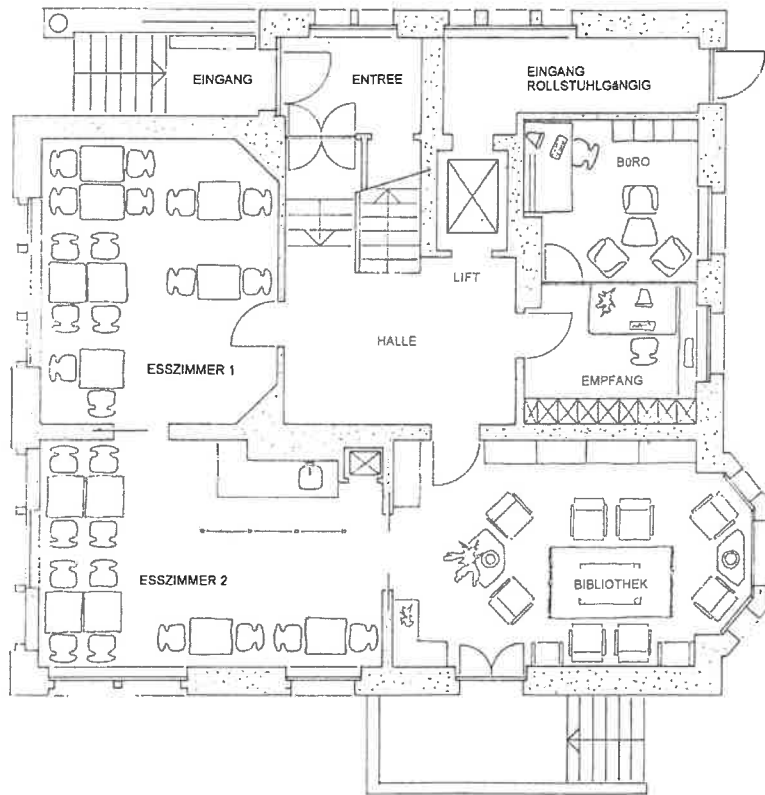 EINGANG
ENTREE
EINGANG
ROLLSTUHLGäNGIG
BüRO
LIFT
HALLE
ESSZIMMER 1
EMPFANG
ESSZIMMER 2
BIBLIOTHEK